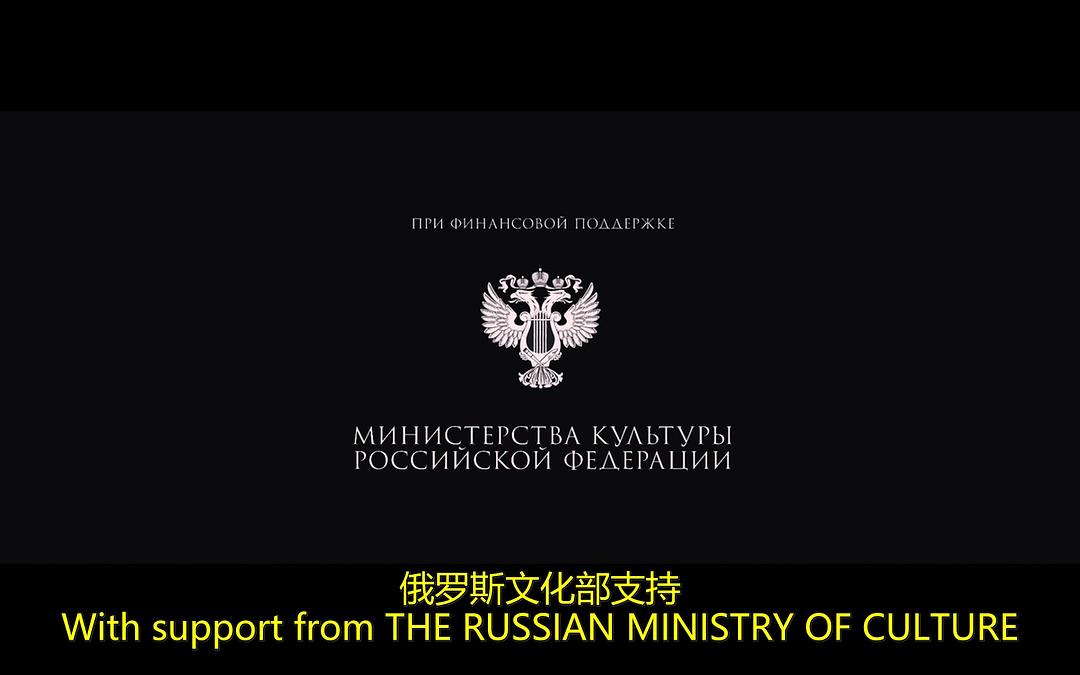 ПРИ ФИНАНСОВОЙ ПОДДЕРЖКЕ
МИНИСТЕРСТВА КУЛЬТУРЫ
РОССИЙСКОЙ ФЕДЕРАЦИИ
俄罗斯文化部支持
With support from THE RUSSIAN MINISTRY OF CULTURE